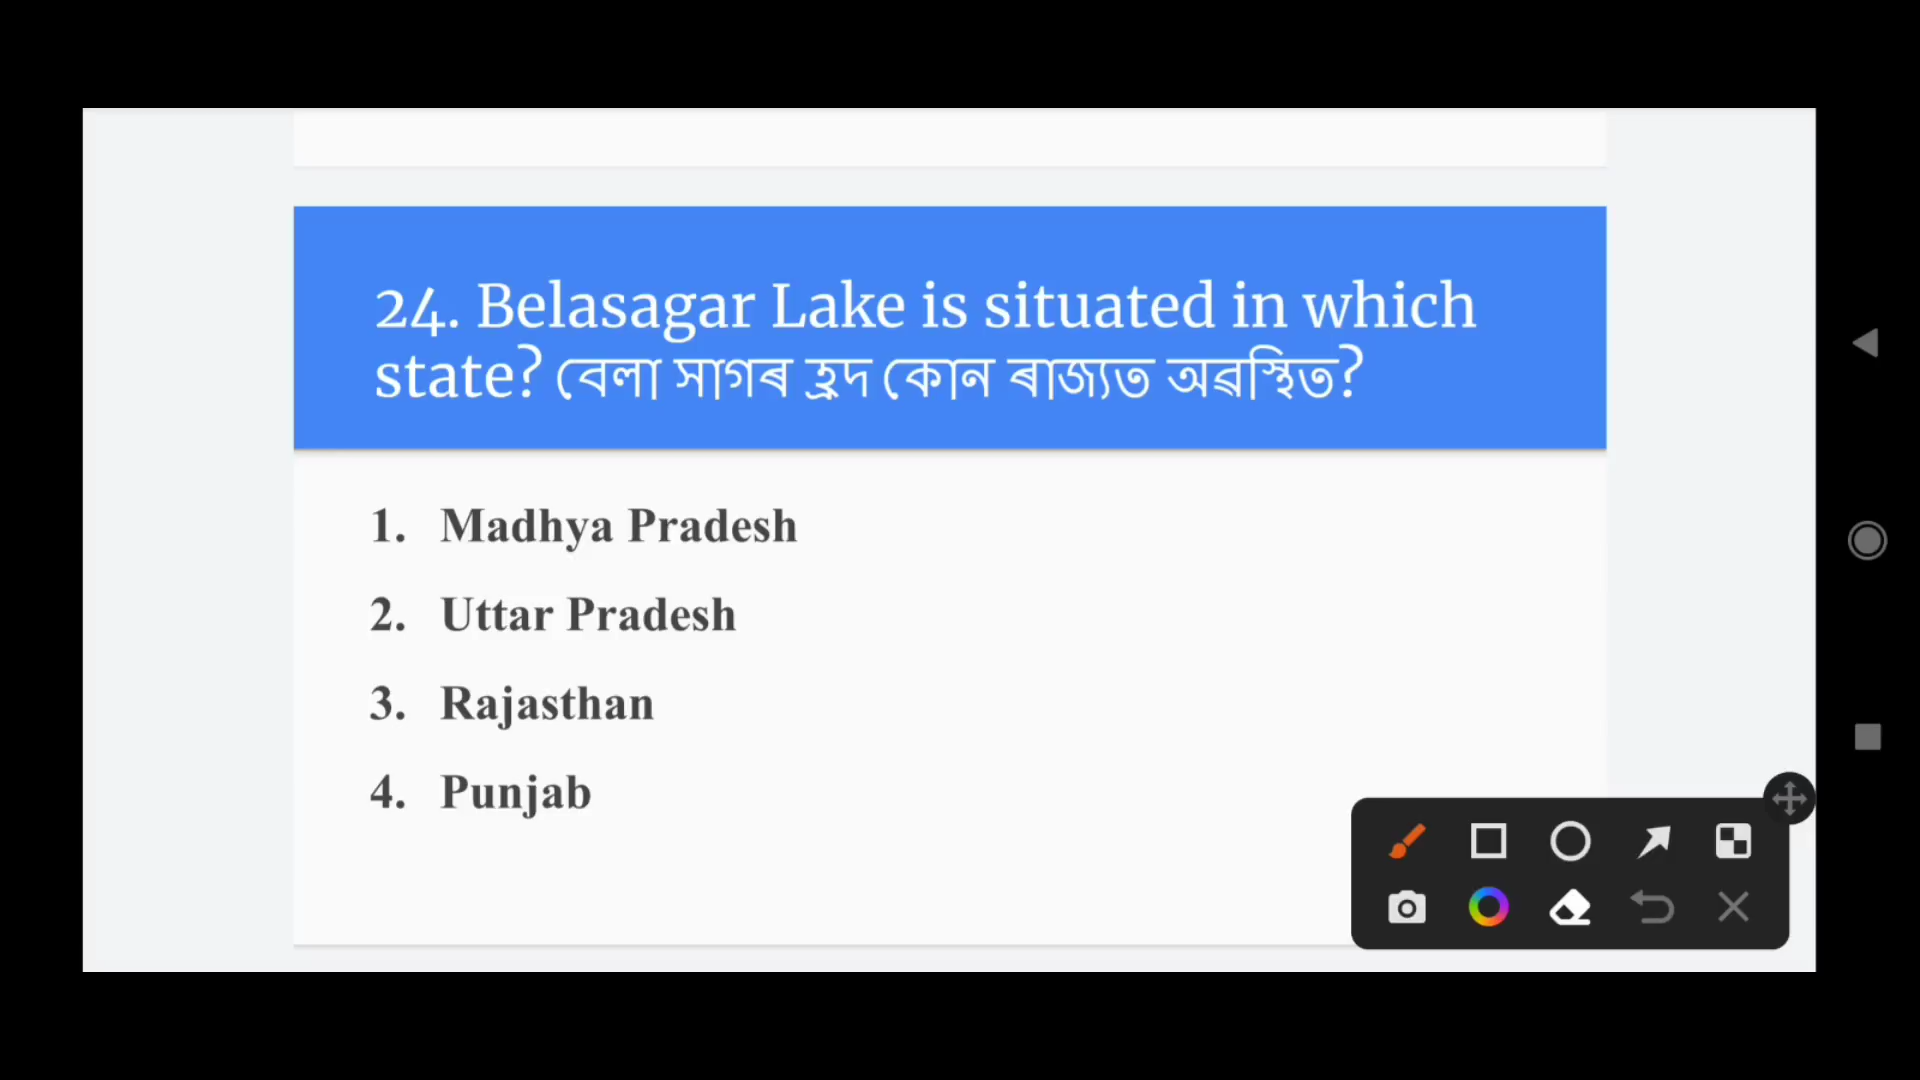 24. Belasagar Lake is situated in which
state? বেলা সাগৰ হ্ৰদ কোন ৰাজ্যত অৱস্থিত?
1. Madhya Pradesh
2. Uttar Pradesh
3. Rajasthan
4. Punjab